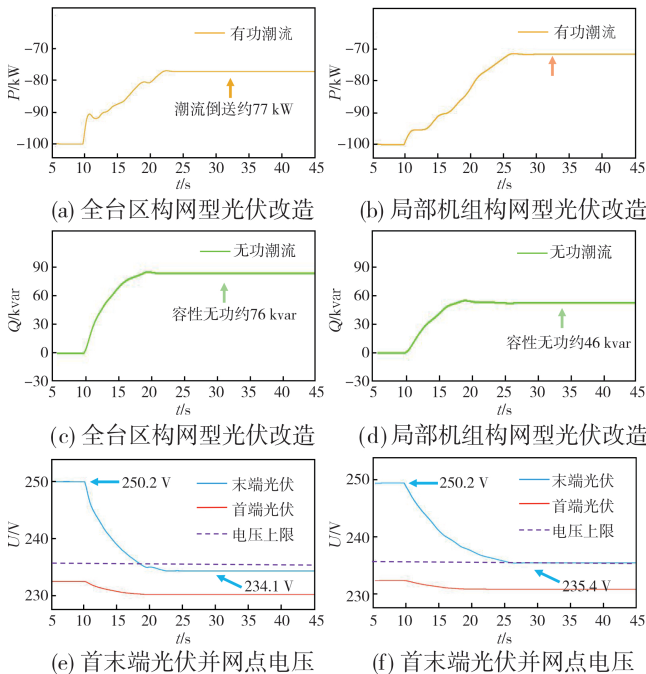 P/kW
−70
−80
−90
−100
有功潮流
潮流倒送约77 kW
5 10 15 20 25 30 35 40 45
t/s
(a) 全台区构网型光伏改造
P/kW
−70
−80
−90
−100
有功潮流
5 10 15 20 25 30 35 40 45
t/s
(b) 局部机组构网型光伏改造
Q/kvar
90
60
30
0
−30
无功潮流
容性无功约76 kvar
5 10 15 20 25 30 35 40 45
t/s
(c) 全台区构网型光伏改造
Q/kvar
90
60
30
0
−30
无功潮流
容性无功约46 kvar
5 10 15 20 25 30 35 40 45
t/s
(d) 局部机组构网型光伏改造
U/V
250
240
230
250.2 V
末端光伏
首端光伏
电压上限
234.1 V
5 10 15 20 25 30 35 40 45
t/s
(e) 首末端光伏并网点电压
U/V
250
240
230
250.2 V
末端光伏
首端光伏
电压上限
235.4 V
5 10 15 20 25 30 35 40 45
t/s
(f) 首末端光伏并网点电压